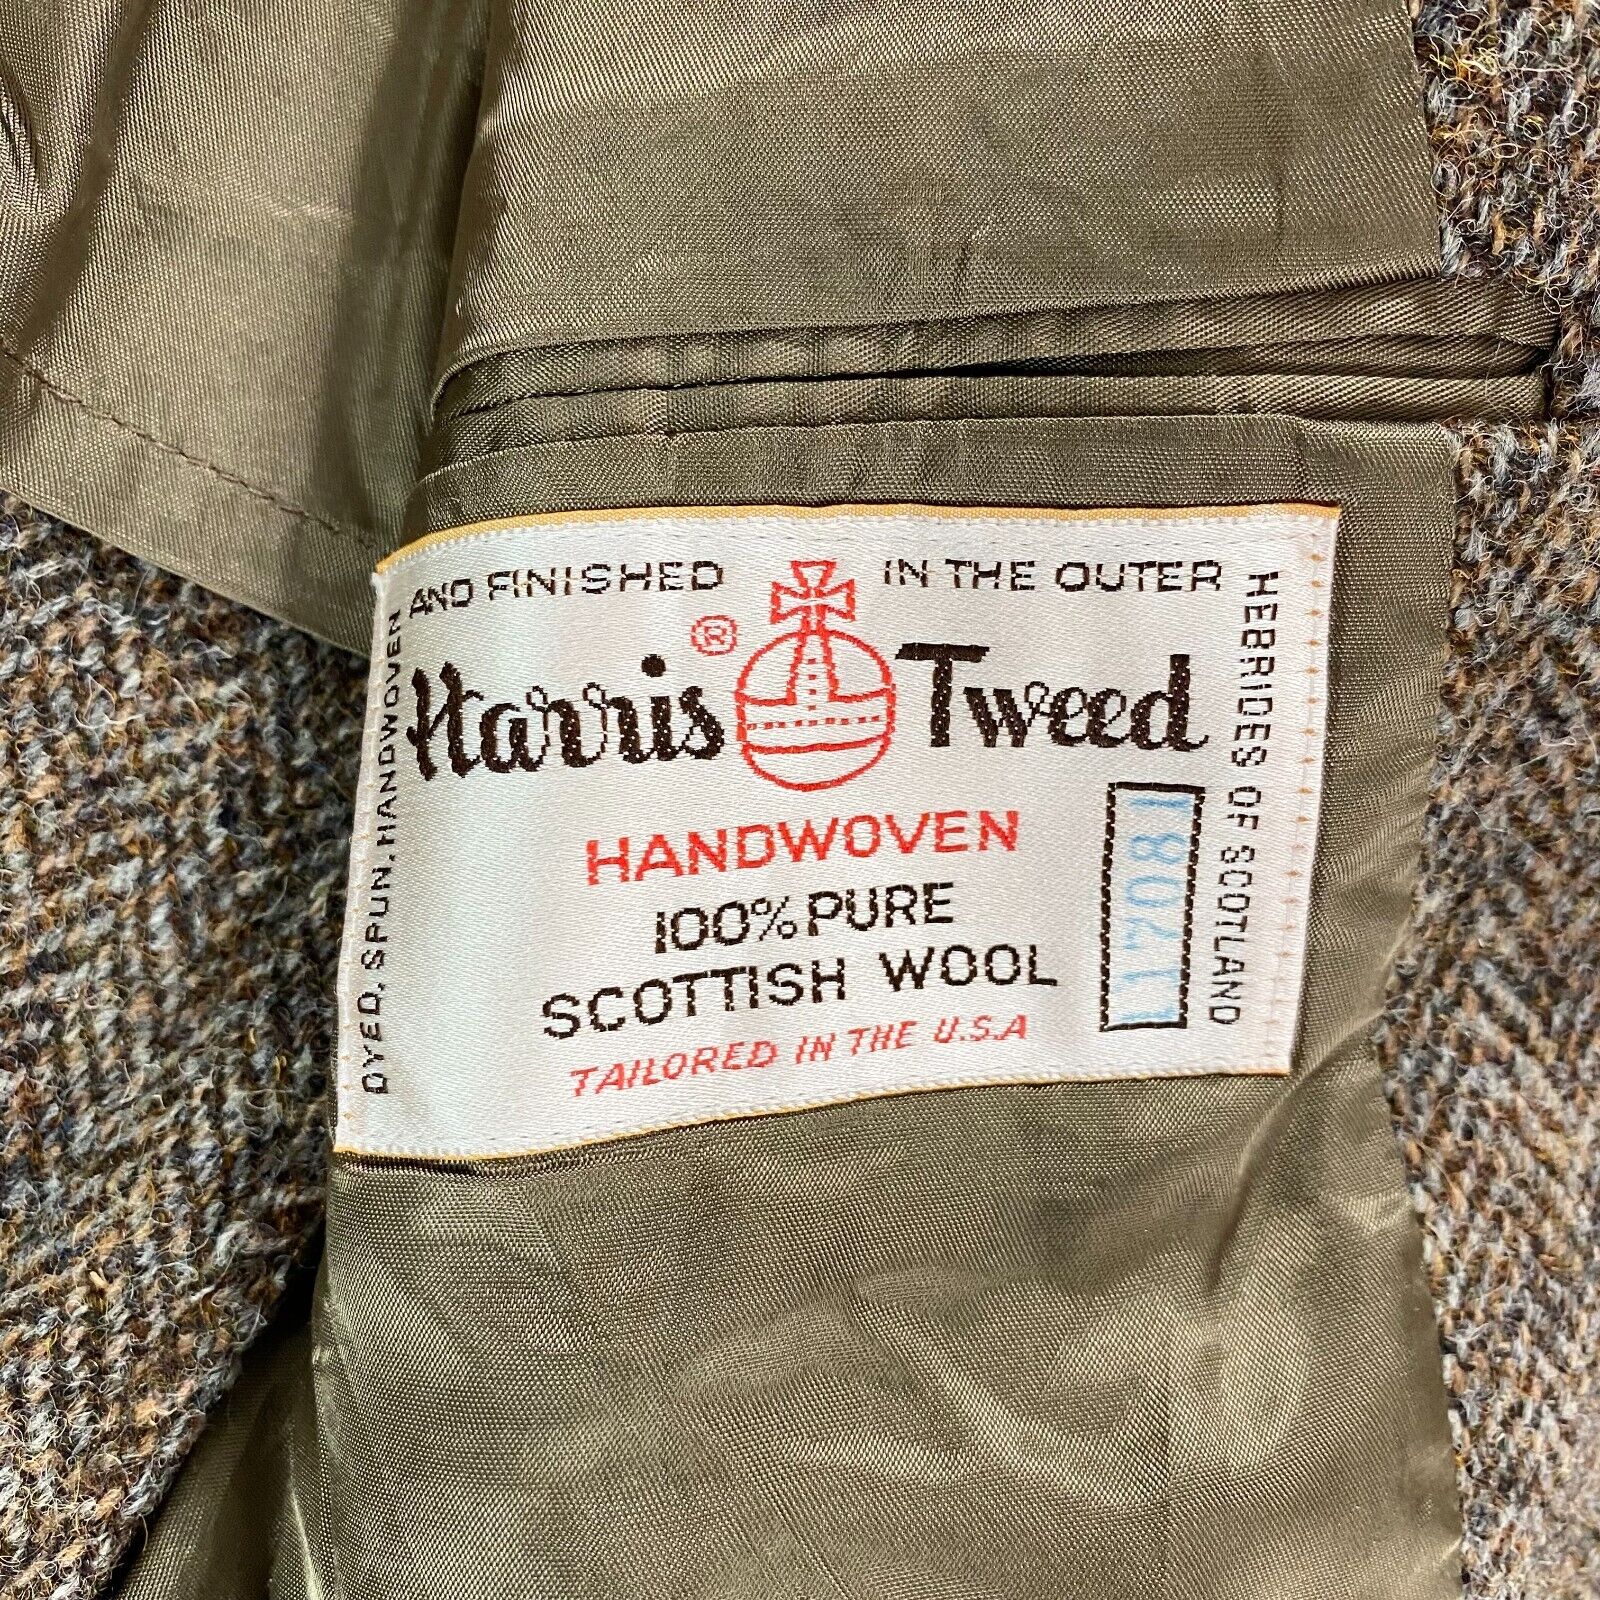 DYED, SPUN, HANDWOVEN
AND FINISHED IN THE OUTER
HEBRIDES OF SCOTLAND
Harris ® Tweed
HANDWOVEN
100% PURE
SCOTTISH WOOL
TAILORED IN THE U.S.A